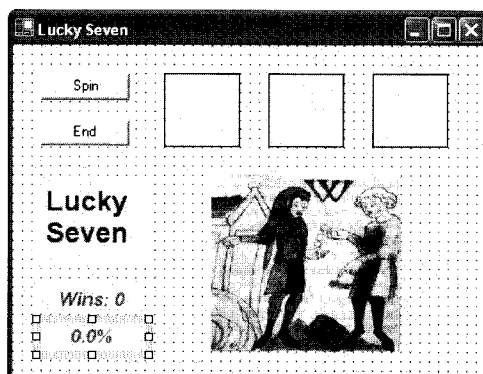 Lucky Seven
Spin
End
Lucky
Seven
Wins: 0
0.0%